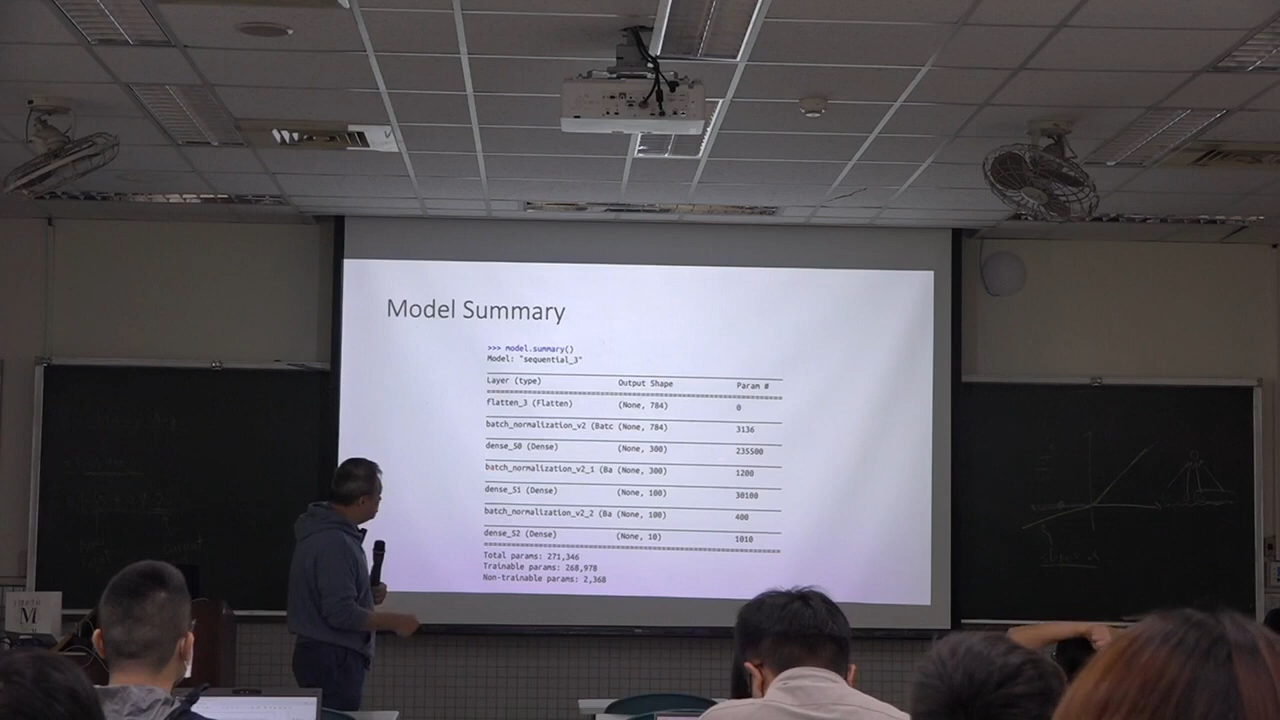 Model Summary
>>> model.summary()
Model: "sequential_3"
Layer (type) Output Shape Param #
flatten_3 (Flatten) (None, 784) 0
batch_normalization_v2 (Batc (None, 784) 3136
dense_50 (Dense) (None, 300) 235500
batch_normalization_v2_1 (Ba (None, 300) 1200
dense_51 (Dense) (None, 100) 30100
batch_normalization_v2_2 (Ba (None, 100) 400
dense_52 (Dense) (None, 10) 1010
Total params: 271,346
Trainable params: 268,978
Non-trainable params: 2,368
M